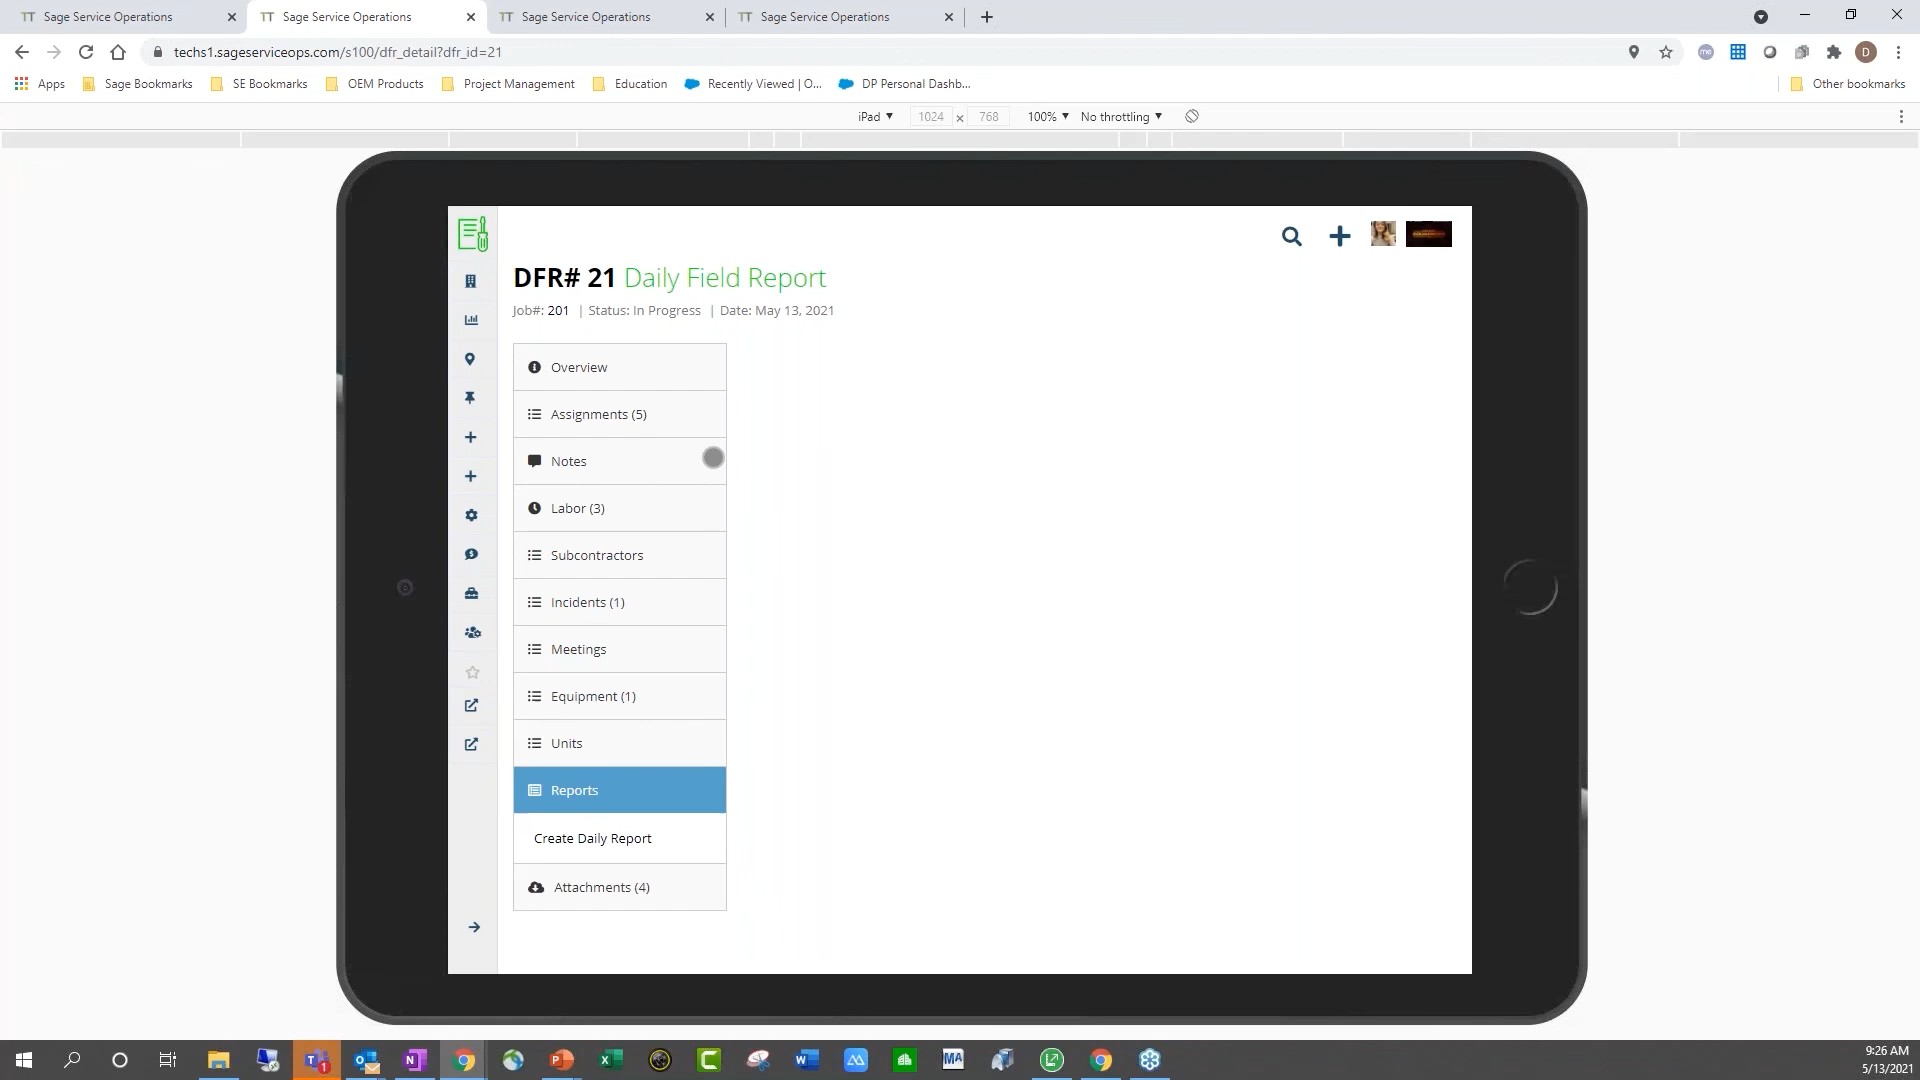 TT Sage Service Operations
TT Sage Service Operations
TT Sage Service Operations
TT Sage Service Operations
techs1.sageserviceops.com/s100/dfr_detail?dfr_id=21
D
Apps Sage Bookmarks SE Bookmarks OEM Products Project Management Education Recently Viewed | O... DP Personal Dashb... Other bookmarks
iPad 1024 x 768 100% No throttling
DFR# 21 Daily Field Report
Job#: 201 | Status: In Progress | Date: May 13, 2021
Overview
Assignments (5)
Notes
Labor (3)
Subcontractors
Incidents (1)
Meetings
Equipment (1)
Units
Reports
Create Daily Report
Attachments (4)
9:26 AM
5/13/2021